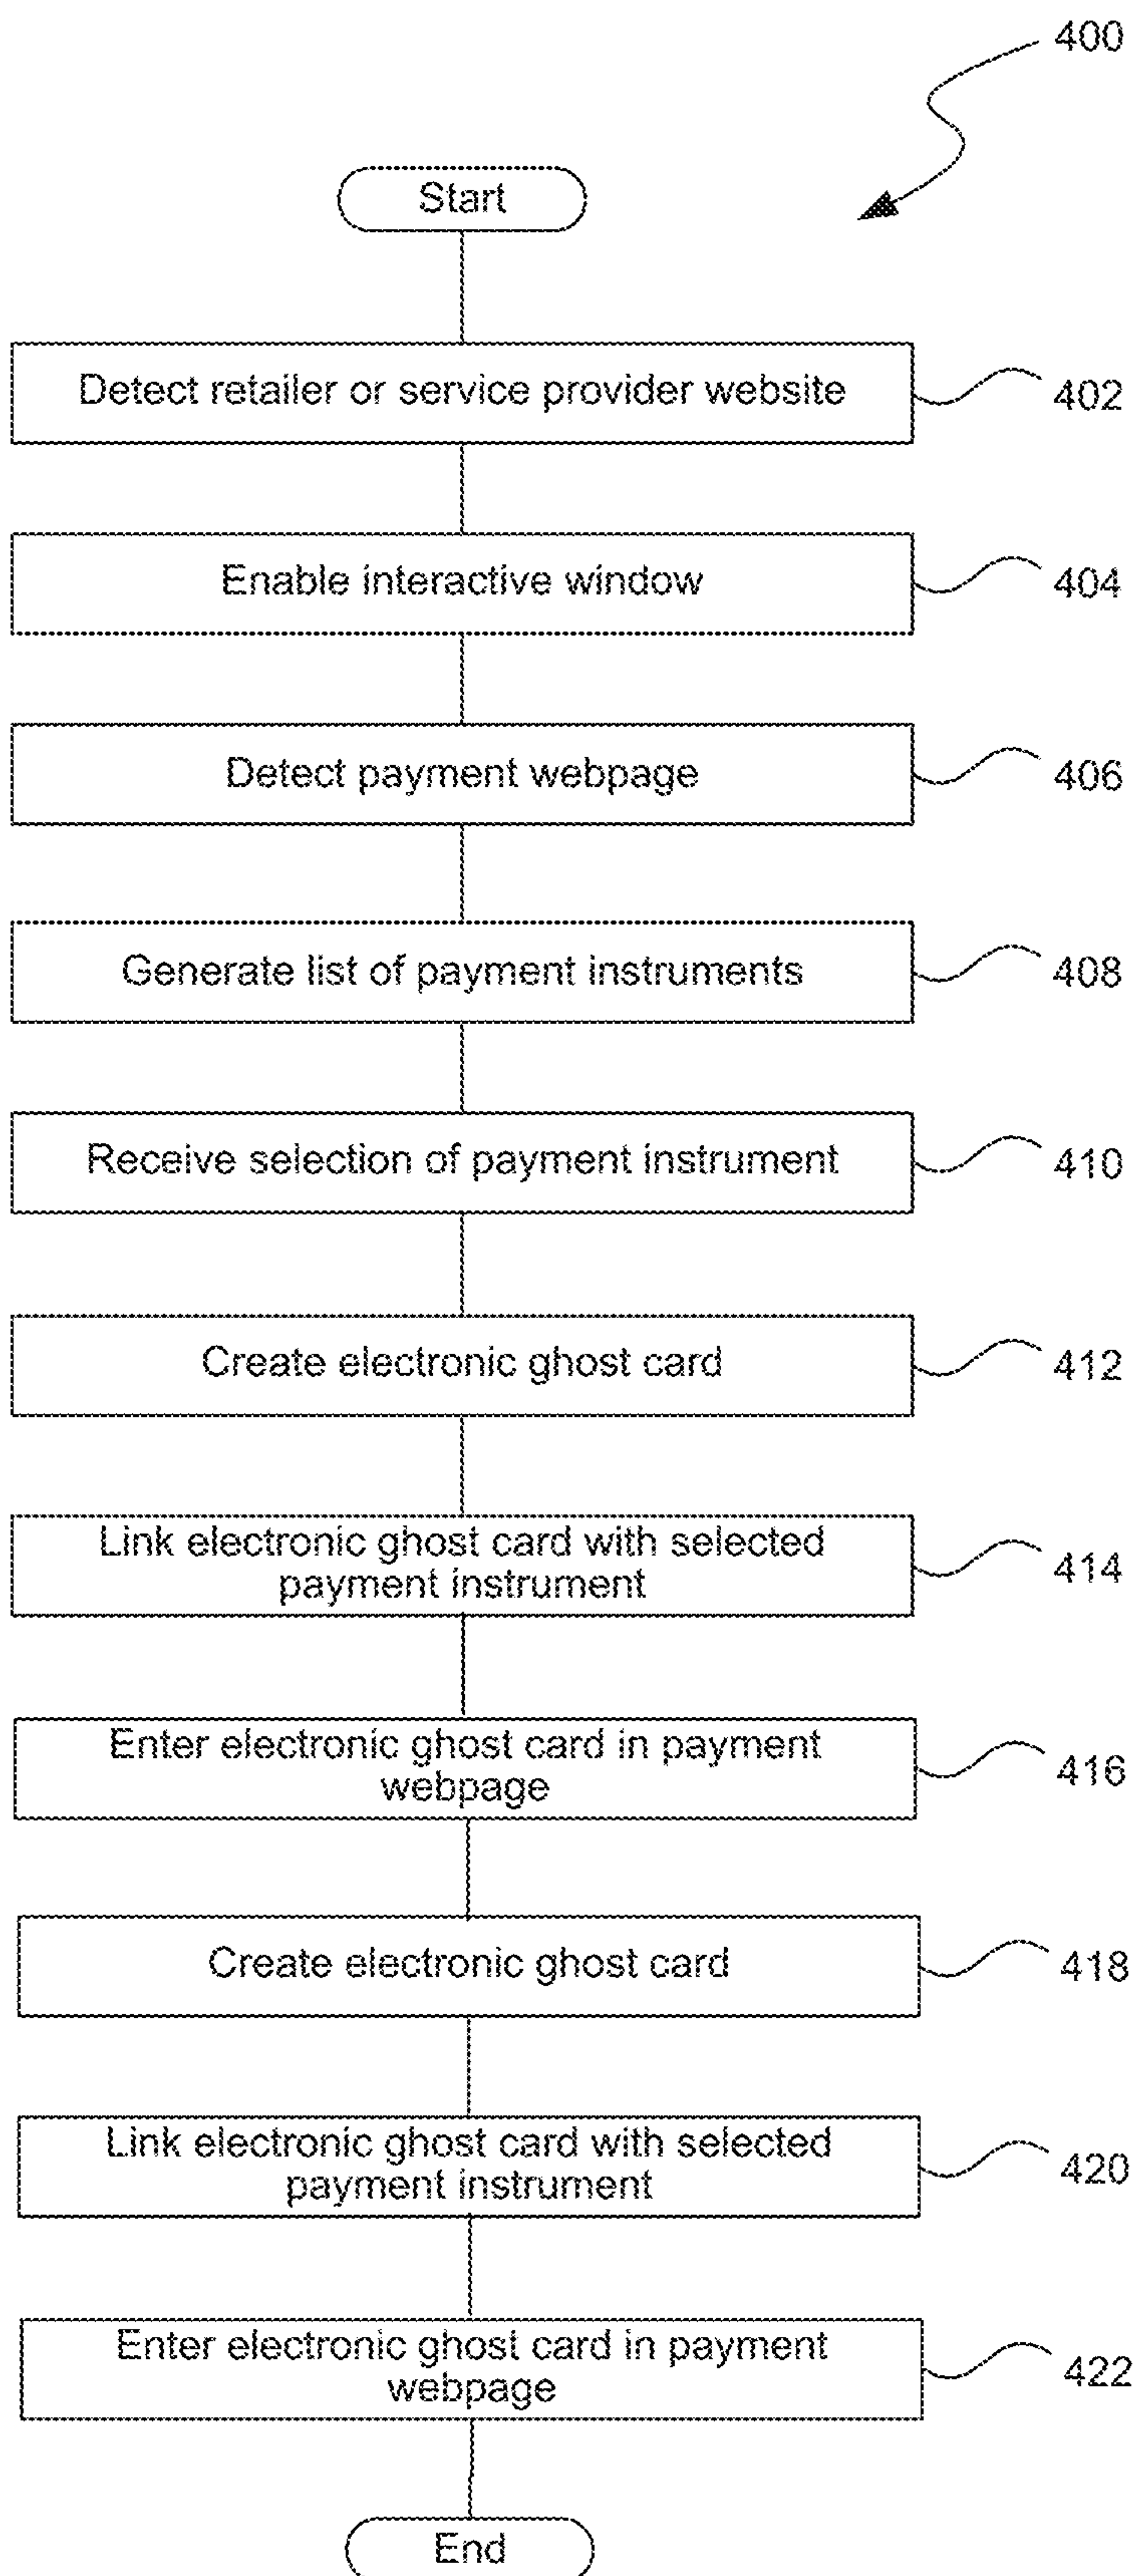 400
Start
Detect retailer or service provider website
402
Enable interactive window
404
Detect payment webpage
406
Generate list of payment instruments
408
Receive selection of payment instrument
410
Create electronic ghost card
412
Link electronic ghost card with selected
payment instrument
414
Enter electronic ghost card in payment
webpage
416
Create electronic ghost card
418
Link electronic ghost card with selected
payment instrument
420
Enter electronic ghost card in payment
webpage
422
End